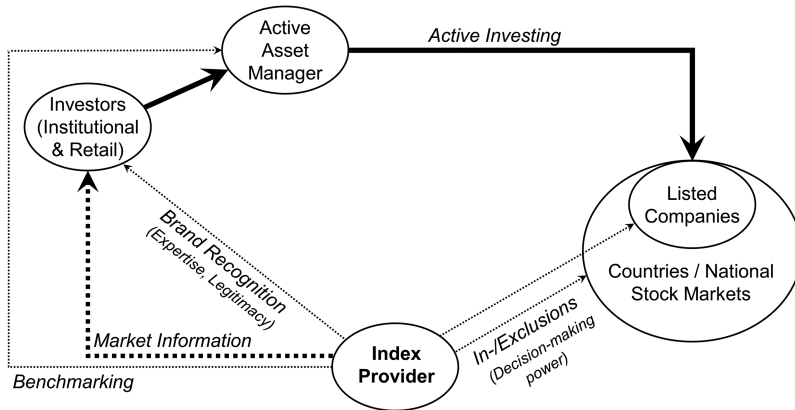 Active
Asset
Manager
Active Investing
Investors
(Institutional
& Retail)
Listed
Companies
Countries / National
Stock Markets
Brand Recognition
(Expertise, Legitimacy)
In-/Exclusions
(Decision-making
power)
Market Information
Index
Provider
Benchmarking